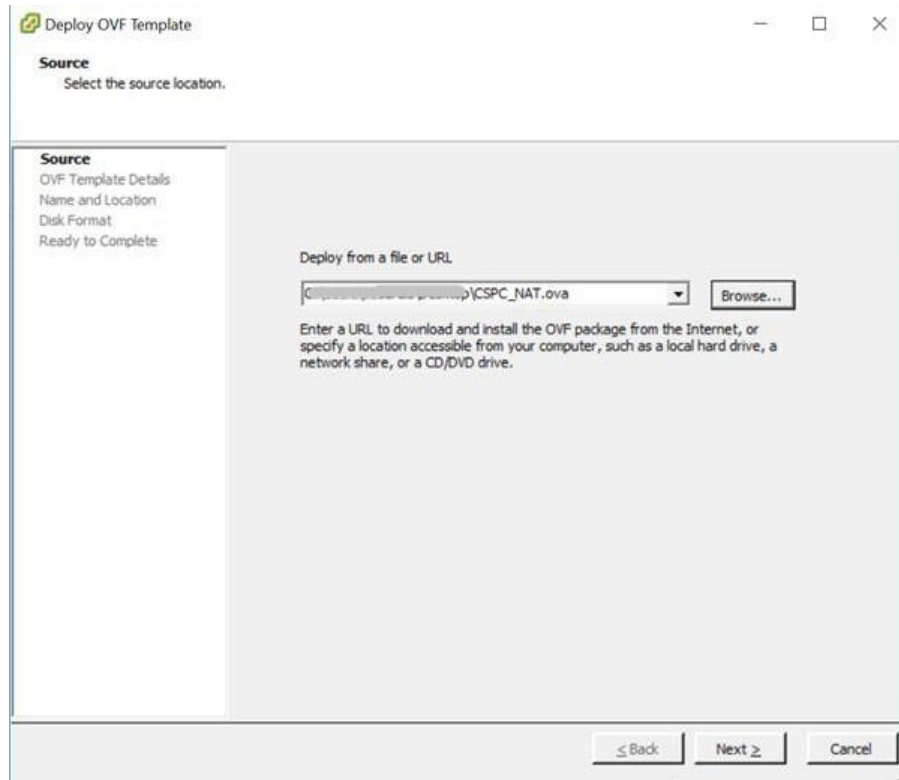 Deploy OVF Template
Source
Select the source location.
Source
OVF Template Details
Name and Location
Disk Format
Ready to Complete
Deploy from a file or URL
\CSPC_NAT.ova
Browse...
Enter a URL to download and install the OVF package from the Internet, or
specify a location accessible from your computer, such as a local hard drive, a
network share, or a CD/DVD drive.
< Back
Next >
Cancel